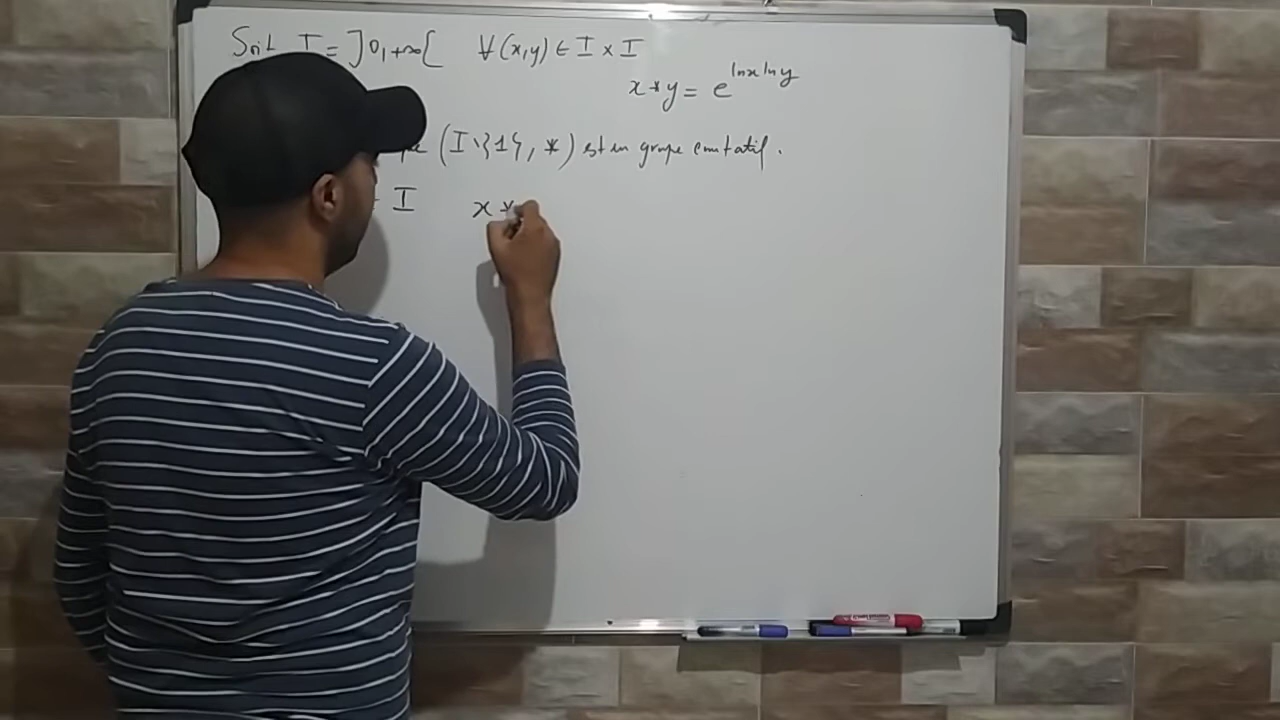 Soit I = ]0,+∞[ ∀(x,y) ∈ I × I
x*y = e^{lnx lny}
(I\{1}, *) est un groupe commutatif.
I x*